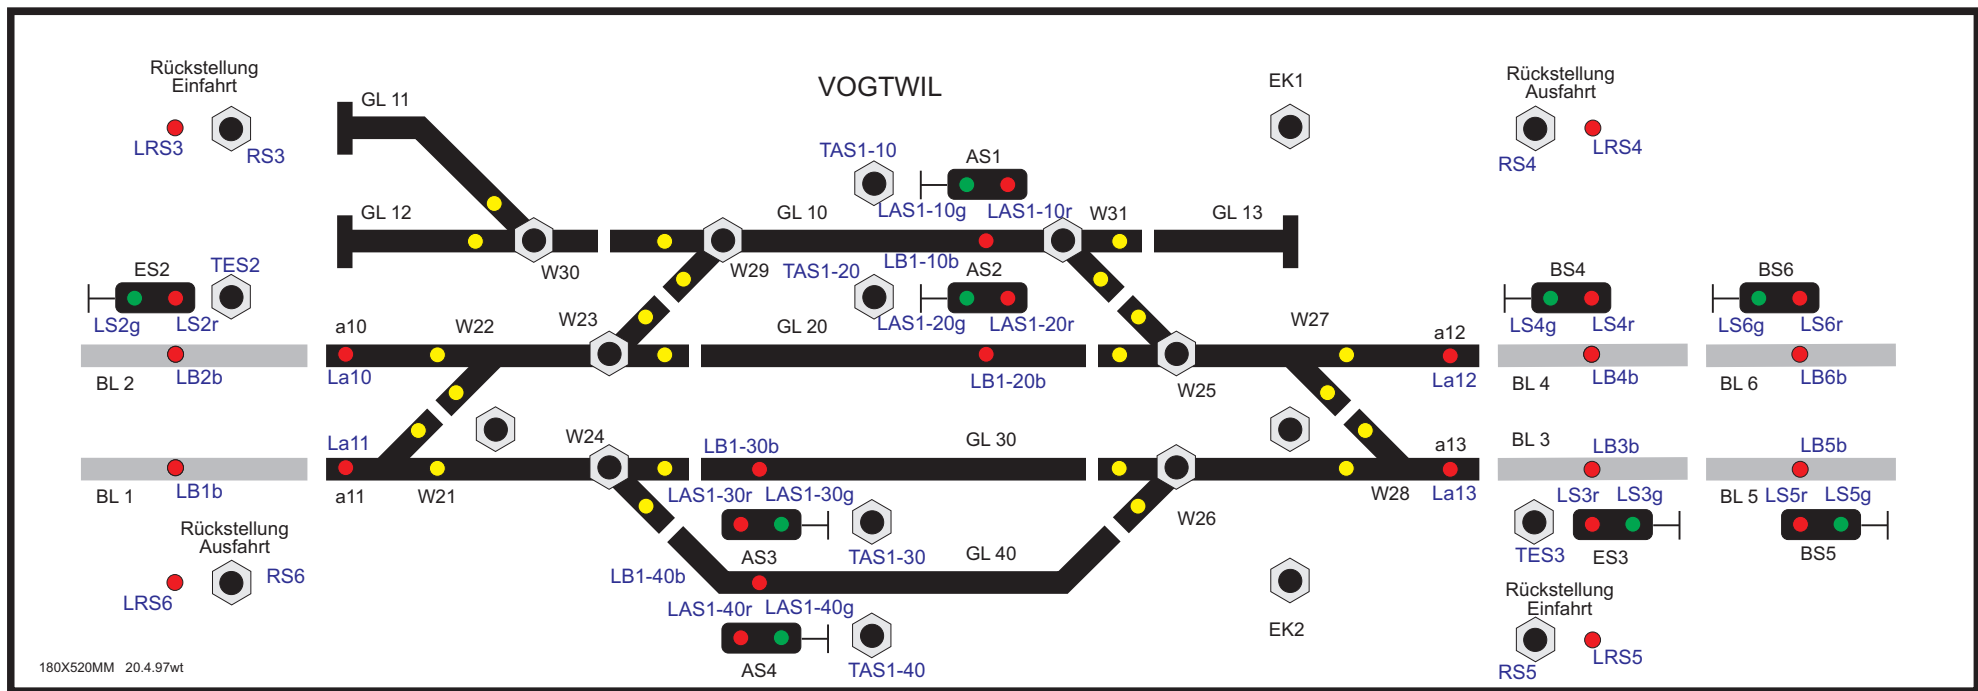 VOGTWIL
Rückstellung
Einfahrt
LRS3
RS3
GL 11
GL 12
W30
GL 10
W29
TAS1-10
AS1
LAS1-10g
LAS1-10r
W31
GL 13
EK1
Rückstellung
Ausfahrt
RS4
LRS4
ES2
TES2
LS2g
LS2r
BL 2
LB2b
a10
La10
W22
W23
TAS1-20
LB1-10b
AS2
LAS1-20g
LAS1-20r
GL 20
LB1-20b
W25
W27
a12
La12
BS4
LS4g
LS4r
BL 4
LB4b
BS6
LS6g
LS6r
BL 6
LB6b
BL 1
LB1b
La11
a11
W21
W24
LB1-30b
GL 30
LAS1-30r
LAS1-30g
AS3
TAS1-30
W26
W28
a13
La13
BL 3
LB3b
LS3r
LS3g
TES3
ES3
LB5b
BL 5
LS5r
LS5g
BS5
Rückstellung
Ausfahrt
LRS6
RS6
LB1-40b
GL 40
LAS1-40r
LAS1-40g
AS4
TAS1-40
EK2
Rückstellung
Einfahrt
RS5
LRS5
180X520MM 20.4.97wt